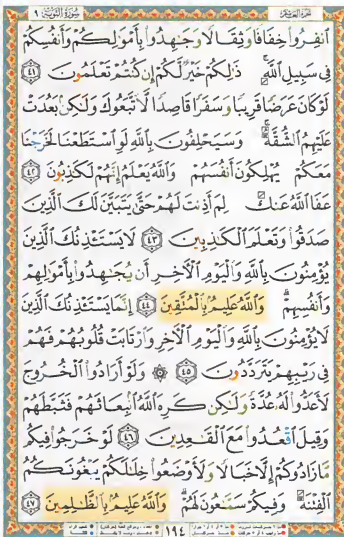 سورة التوبة ٩
الجزء العاشر
ٱنفِرُوا۟ خِفَافًا وَثِقَالًا وَجَـٰهِدُوا۟ بِأَمْوَٰلِكُمْ وَأَنفُسِكُمْ
فِى سَبِيلِ ٱللَّهِ ۚ ذَٰلِكُمْ خَيْرٌ لَّكُمْ إِن كُنتُمْ تَعْلَمُونَ ٤١
لَوْ كَانَ عَرَضًا قَرِيبًا وَسَفَرًا قَاصِدًا لَّٱتَّبَعُوكَ وَلَـٰكِنۢ بَعُدَتْ
عَلَيْهِمُ ٱلشُّقَّةُ ۚ وَسَيَحْلِفُونَ بِٱللَّهِ لَوِ ٱسْتَطَعْنَا لَخَرَجْنَا
مَعَكُمْ يُهْلِكُونَ أَنفُسَهُمْ وَٱللَّهُ يَعْلَمُ إِنَّهُمْ لَكَـٰذِبُونَ ٤٢
عَفَا ٱللَّهُ عَنكَ لِمَ أَذِنتَ لَهُمْ حَتَّىٰ يَتَبَيَّنَ لَكَ ٱلَّذِينَ
صَدَقُوا۟ وَتَعْلَمَ ٱلْكَـٰذِبِينَ ٤٣ لَا يَسْتَـْٔذِنُكَ ٱلَّذِينَ
يُؤْمِنُونَ بِٱللَّهِ وَٱلْيَوْمِ ٱلْـَٔاخِرِ أَن يُجَـٰهِدُوا۟ بِأَمْوَٰلِهِمْ
وَأَنفُسِهِمْ ۗ وَٱللَّهُ عَلِيمٌۢ بِٱلْمُتَّقِينَ ٤٤ إِنَّمَا يَسْتَـْٔذِنُكَ ٱلَّذِينَ
لَا يُؤْمِنُونَ بِٱللَّهِ وَٱلْيَوْمِ ٱلْـَٔاخِرِ وَٱرْتَابَتْ قُلُوبُهُمْ فَهُمْ
فِى رَيْبِهِمْ يَتَرَدَّدُونَ ٤٥ ۞ وَلَوْ أَرَادُوا۟ ٱلْخُرُوجَ
لَأَعَدُّوا۟ لَهُۥ عُدَّةً وَلَـٰكِن كَرِهَ ٱللَّهُ ٱنۢبِعَاثَهُمْ فَثَبَّطَهُمْ
وَقِيلَ ٱقْعُدُوا۟ مَعَ ٱلْقَـٰعِدِينَ ٤٦ لَوْ خَرَجُوا۟ فِيكُم
مَّا زَادُوكُمْ إِلَّا خَبَالًا وَلَأَوْضَعُوا۟ خِلَـٰلَكُمْ يَبْغُونَكُمُ
ٱلْفِتْنَةَ وَفِيكُمْ سَمَّـٰعُونَ لَهُمْ ۗ وَٱللَّهُ عَلِيمٌۢ بِٱلظَّـٰلِمِينَ ٤٧
١٩٤